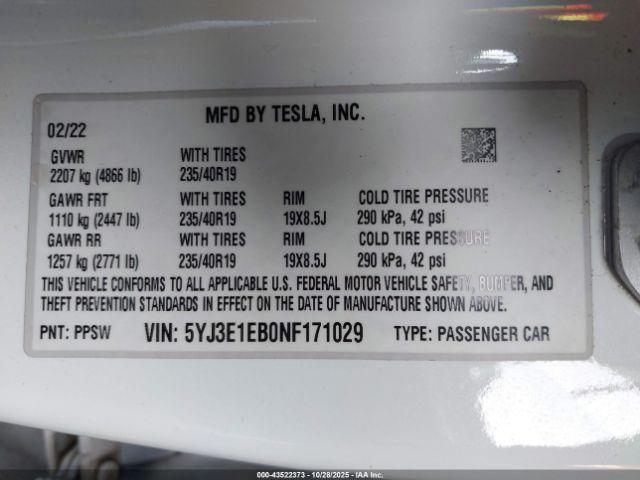 MFD BY TESLA, INC.
02/22
GVWR WITH TIRES
2207 kg (4866 lb) 235/40R19
GAWR FRT WITH TIRES RIM COLD TIRE PRESSURE
1110 kg (2447 lb) 235/40R19 19X8.5J 290 kPa, 42 psi
GAWR RR WITH TIRES RIM COLD TIRE PRESSURE
1257 kg (2771 lb) 235/40R19 19X8.5J 290 kPa, 42 psi
THIS VEHICLE CONFORMS TO ALL APPLICABLE U.S. FEDERAL MOTOR VEHICLE SAFETY, BUMPER, AND
THEFT PREVENTION STANDARDS IN EFFECT ON THE DATE OF MANUFACTURE SHOWN ABOVE.
PNT: PPSW VIN: 5YJ3E1EB0NF171029 TYPE: PASSENGER CAR
000-43522373 | 10/28/2025 | IAAI.COM